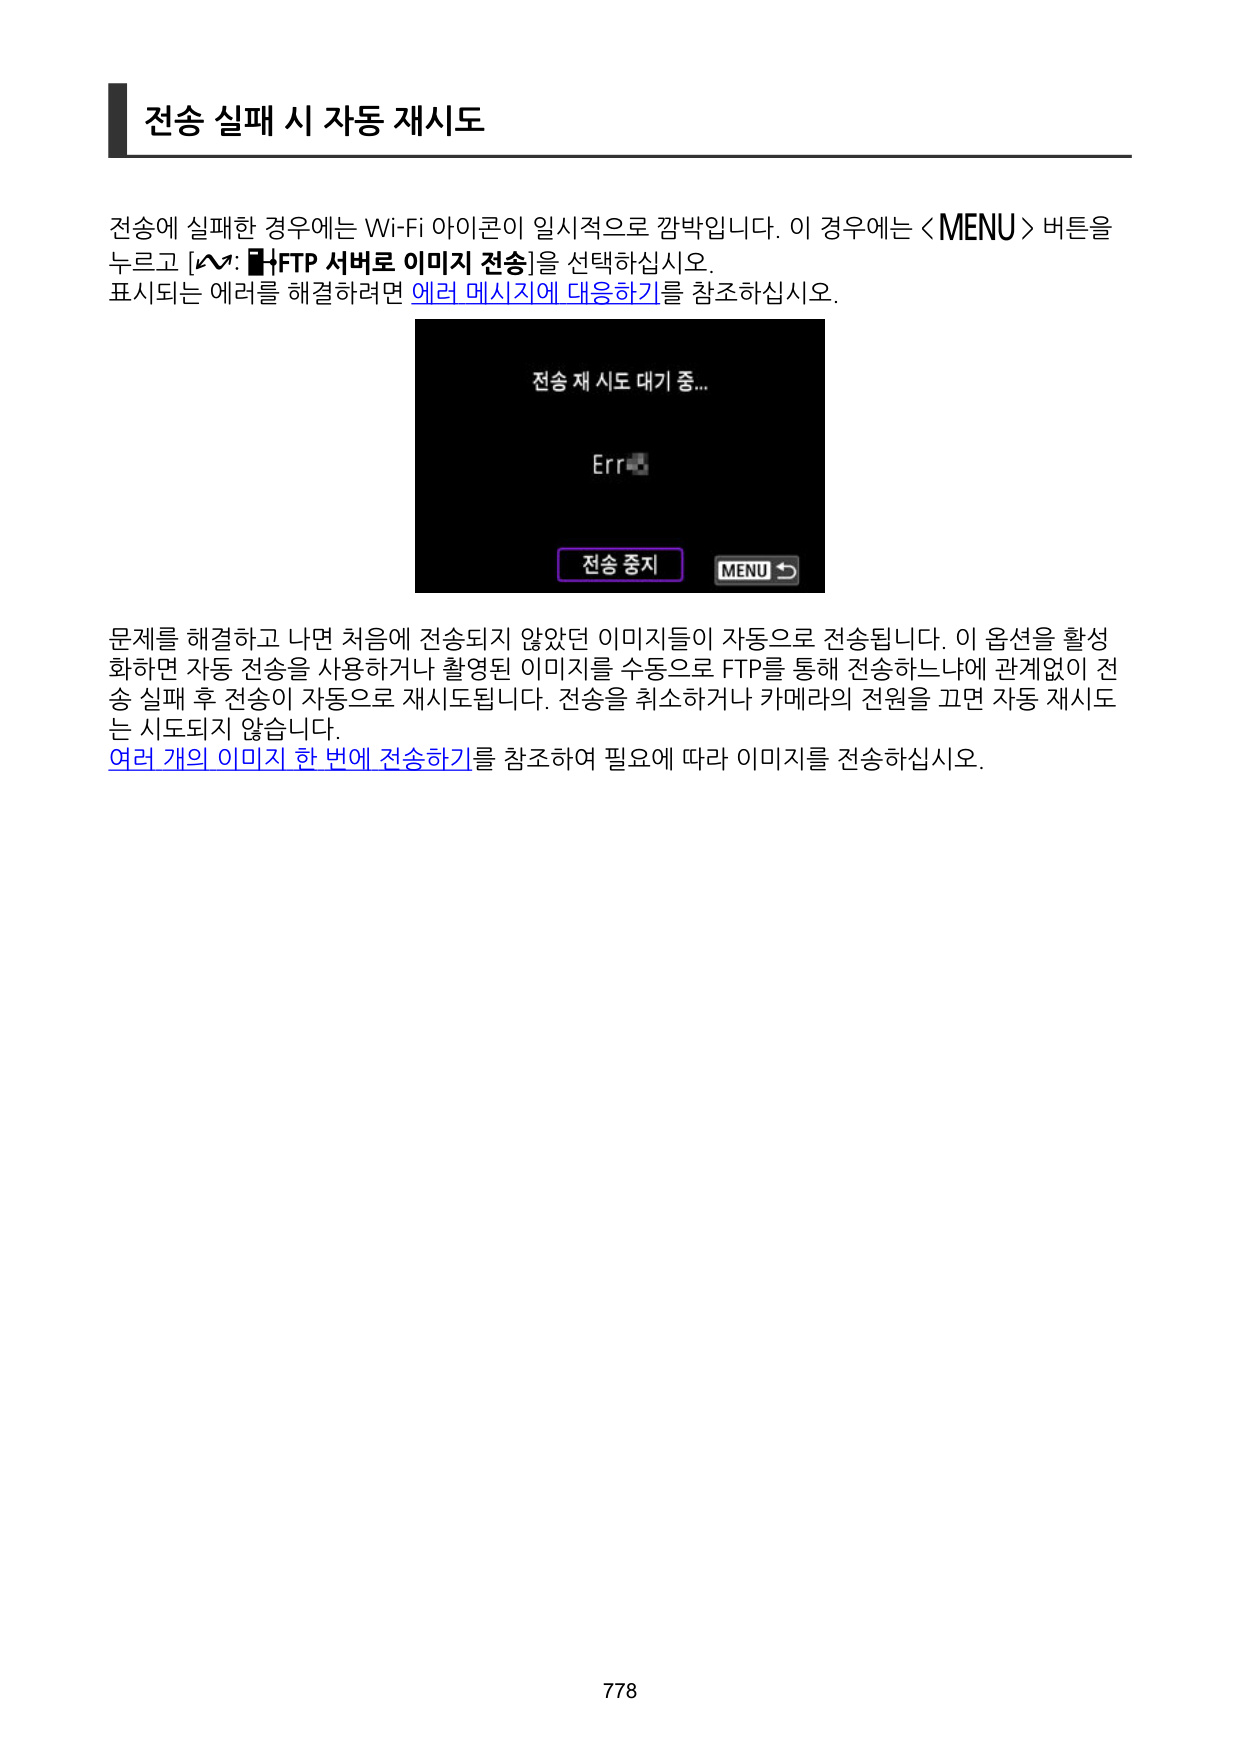 전송 실패 시 자동 재시도
전송에 실패한 경우에는 Wi-Fi 아이콘이 일시적으로 깜박입니다. 이 경우에는 <MENU> 버튼을
누르고 [: FTP 서버로 이미지 전송]을 선택하십시오.
표시되는 에러를 해결하려면 에러 메시지에 대응하기를 참조하십시오.
전송 재 시도 대기 중...
Err
전송 중지
MENU
문제를 해결하고 나면 처음에 전송되지 않았던 이미지들이 자동으로 전송됩니다. 이 옵션을 활성
화하면 자동 전송을 사용하거나 촬영된 이미지를 수동으로 FTP를 통해 전송하느냐에 관계없이 전
송 실패 후 전송이 자동으로 재시도됩니다. 전송을 취소하거나 카메라의 전원을 끄면 자동 재시도
는 시도되지 않습니다.
여러 개의 이미지 한 번에 전송하기를 참조하여 필요에 따라 이미지를 전송하십시오.
778